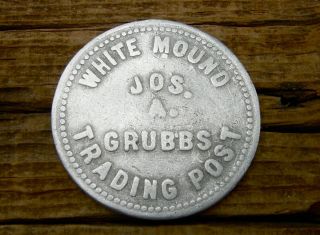 WHITE MOUND
JOS.
A.
GRUBBS
TRADING POST